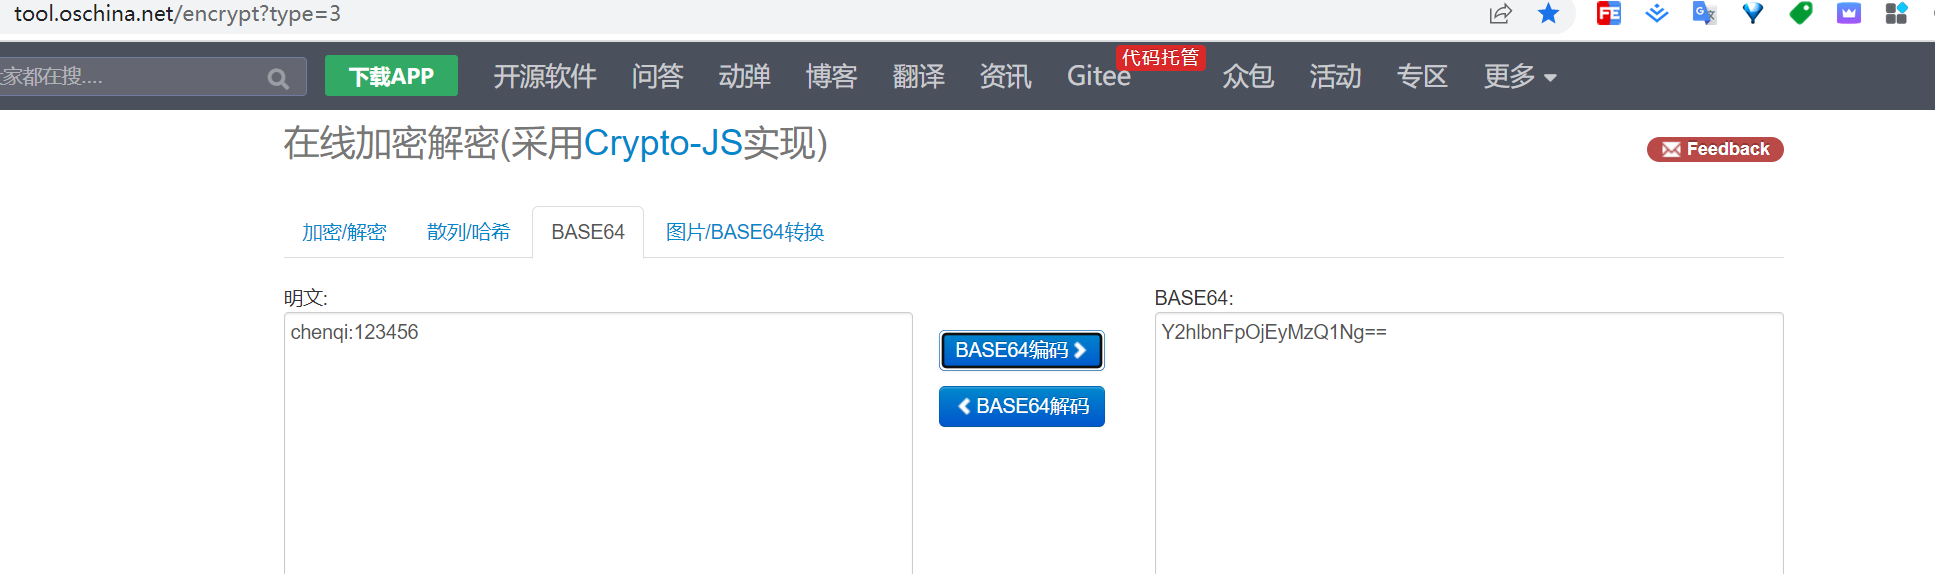 tool.oschina.net/encrypt?type=3
家都在搜....
下载APP
开源软件
问答
动弹
博客
翻译
资讯
Gitee
代码托管
众包
活动
专区
更多
在线加密解密(采用Crypto-JS实现)
Feedback
加密/解密
散列/哈希
BASE64
图片/BASE64转换
明文:
BASE64:
chenqi:123456
Y2hlbnFpOjEyMzQ1Ng==
BASE64编码
BASE64解码